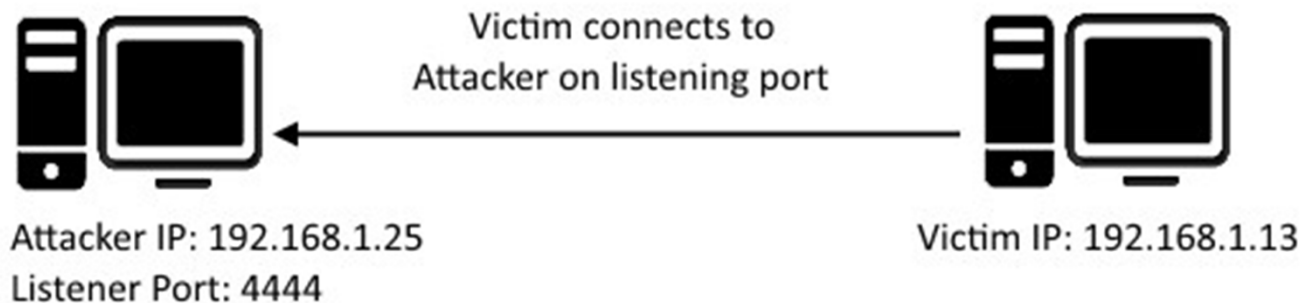 Victim connects to
Attacker on listening port
Attacker IP: 192.168.1.25
Listener Port: 4444
Victim IP: 192.168.1.13